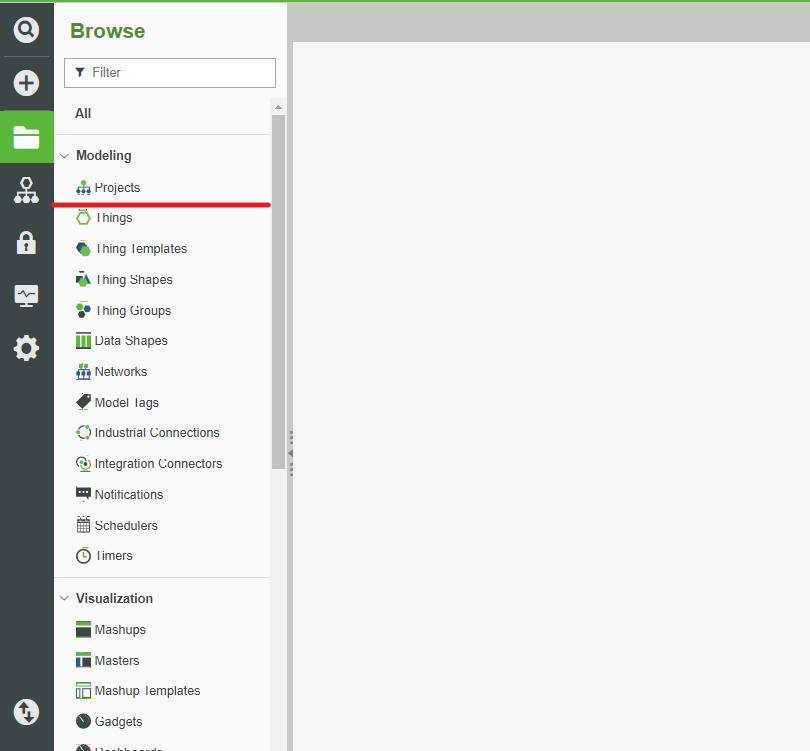 Browse
Filter
All
Modeling
Projects
Things
Thing Templates
Thing Shapes
Thing Groups
Data Shapes
Networks
Model Tags
Industrial Connections
Integration Connectors
Notifications
Schedulers
Timers
Visualization
Mashups
Masters
Mashup Templates
Gadgets
Dashboards